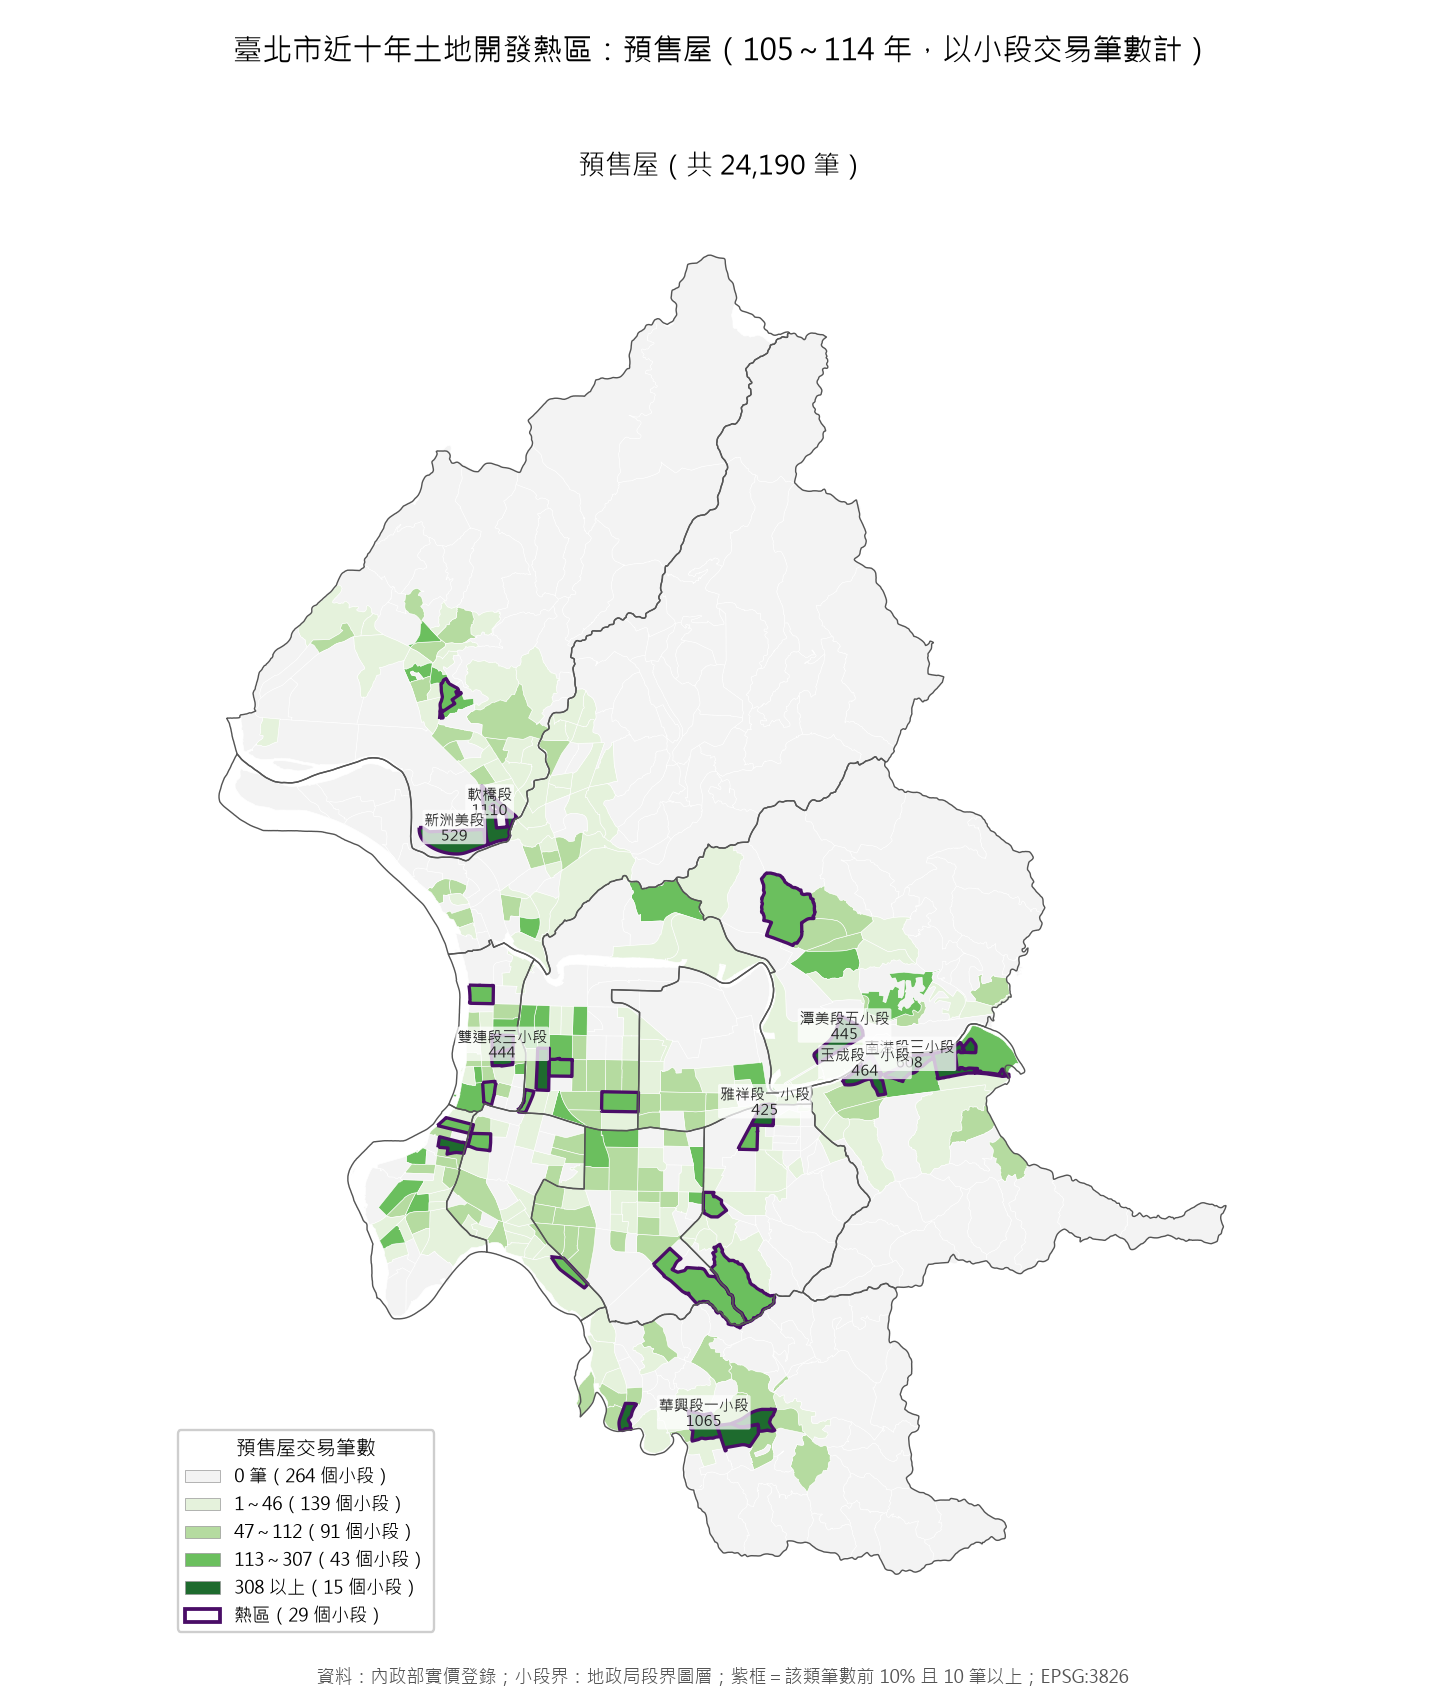 臺北市近十年土地開發熱區：預售屋（105～114 年，以小段交易筆數計）
預售屋（共 24,190 筆）
軟橋段
1110
新洲美段
529
潭美段五小段
445
南港段三小段
608
玉成段一小段
464
雙連段三小段
444
雅祥段一小段
425
華興段一小段
1065
預售屋交易筆數
0 筆（264 個小段）
1～46（139 個小段）
47～112（91 個小段）
113～307（43 個小段）
308 以上（15 個小段）
熱區（29 個小段）
資料：內政部實價登錄；小段界：地政局段界圖層；紫框＝該類筆數前 10% 且 10 筆以上；EPSG:3826